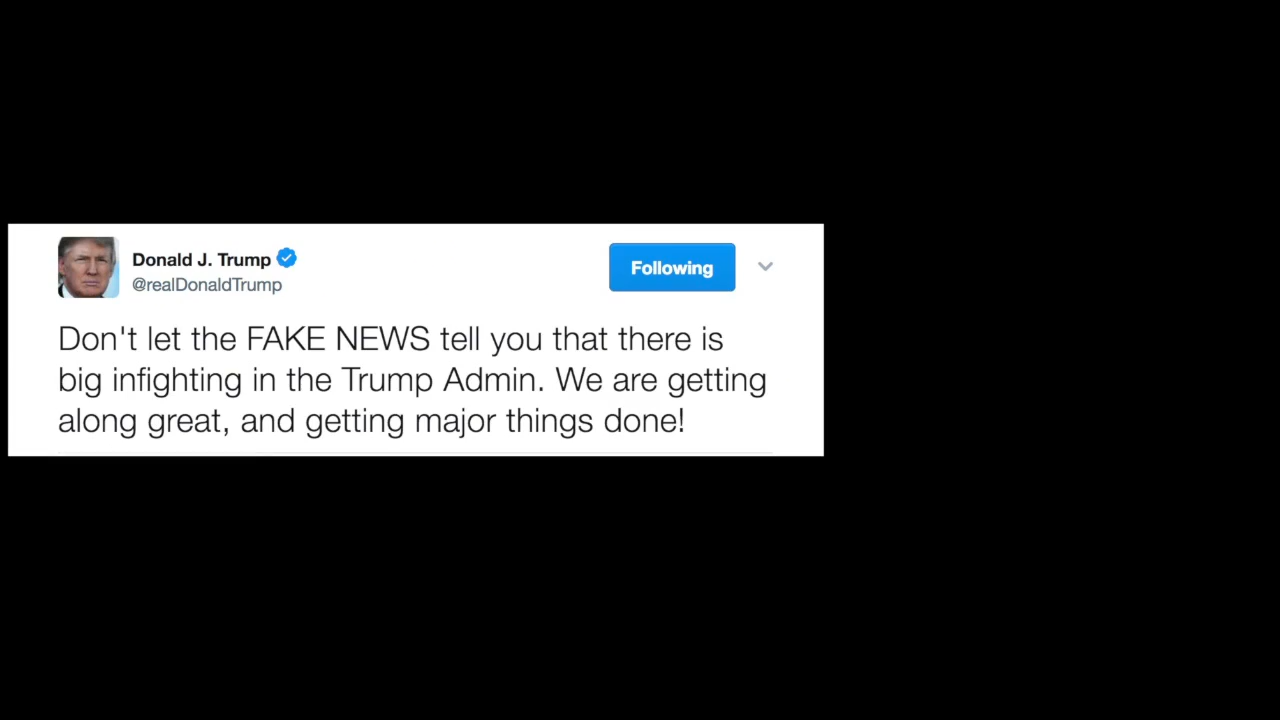 Donald J. Trump
@realDonaldTrump
Following
Don't let the FAKE NEWS tell you that there is
big infighting in the Trump Admin. We are getting
along great, and getting major things done!